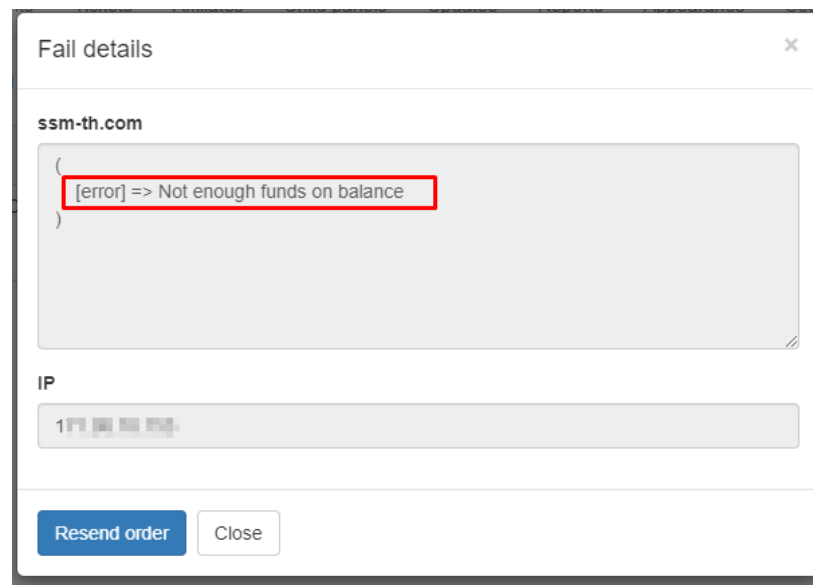 Fail details
×
ssm-th.com
(
[error] => Not enough funds on balance
)
IP
Resend order
Close